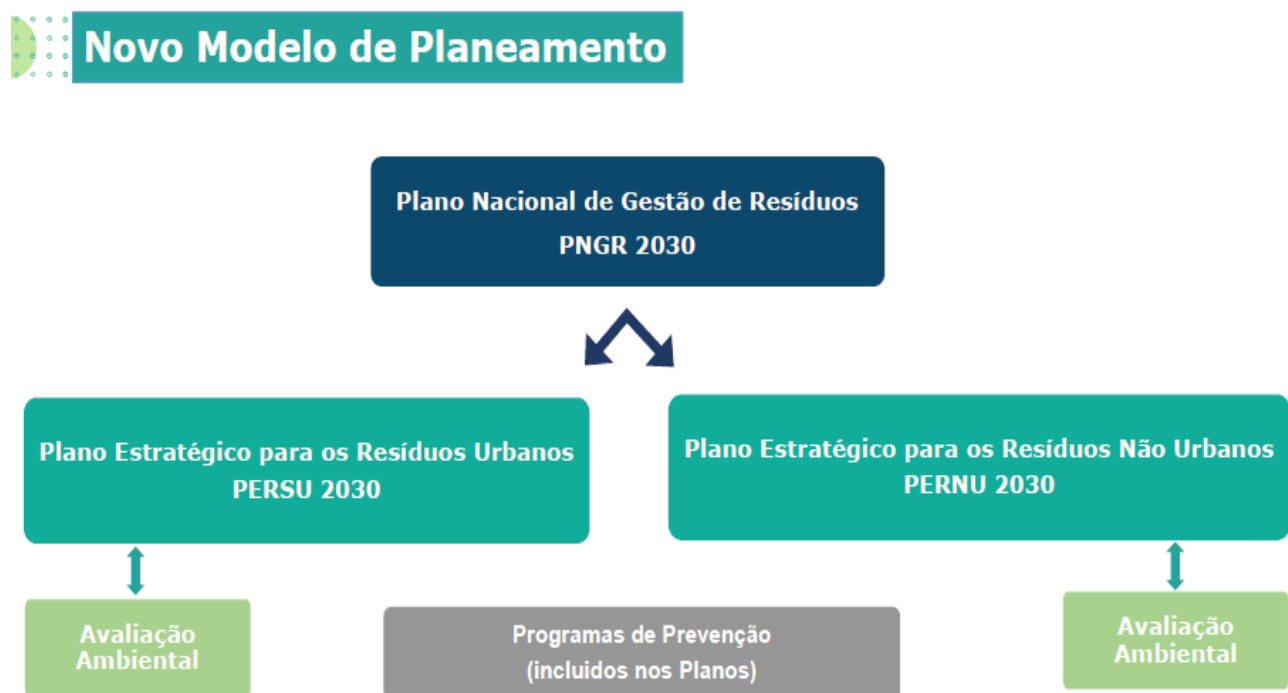 Novo Modelo de Planeamento
Plano Nacional de Gestão de Resíduos
PNGR 2030
Plano Estratégico para os Resíduos Urbanos
PERSU 2030
Plano Estratégico para os Resíduos Não Urbanos
PERNU 2030
Avaliação
Ambiental
Programas de Prevenção
(incluidos nos Planos)
Avaliação
Ambiental